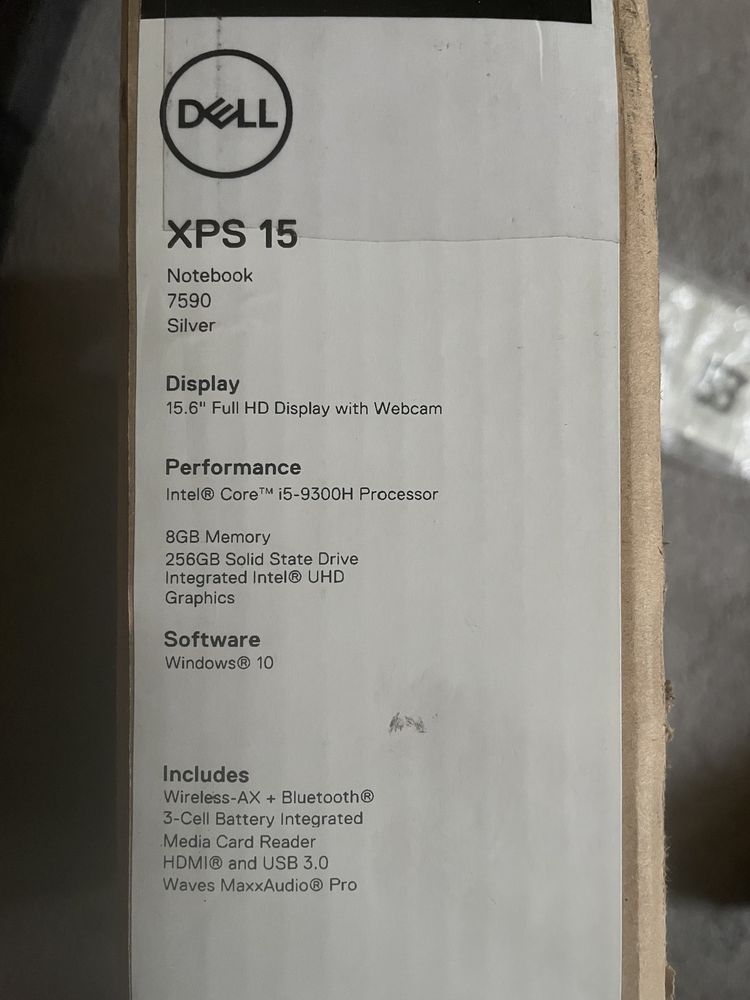 DELL
XPS 15
Notebook
7590
Silver
Display
15.6" Full HD Display with Webcam
Performance
Intel® Core™ i5-9300H Processor
8GB Memory
256GB Solid State Drive
Integrated Intel® UHD
Graphics
Software
Windows® 10
Includes
Wireless-AX + Bluetooth®
3-Cell Battery Integrated
Media Card Reader
HDMI® and USB 3.0
Waves MaxxAudio® Pro